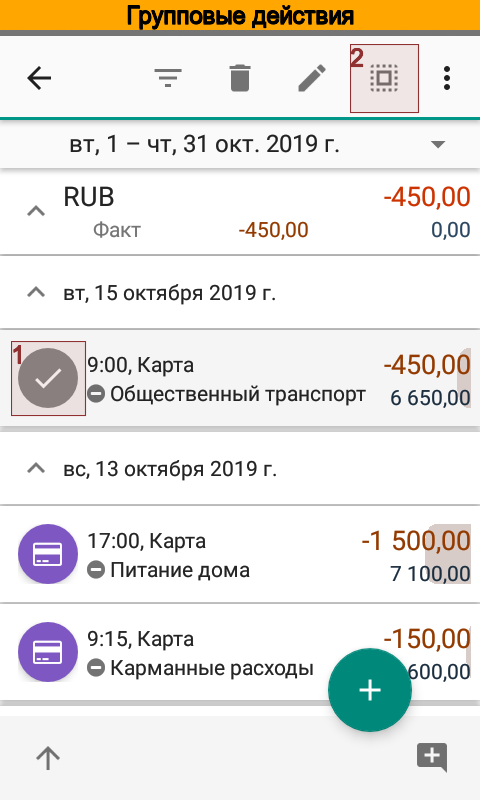 Групповые действия
2
вт, 1 – чт, 31 окт. 2019 г.
RUB -450,00
Факт -450,00 0,00
вт, 15 октября 2019 г.
1
9:00, Карта -450,00
Общественный транспорт 6 650,00
вс, 13 октября 2019 г.
17:00, Карта -1 500,00
Питание дома 7 100,00
9:15, Карта -150,00
Карманные расходы 600,00